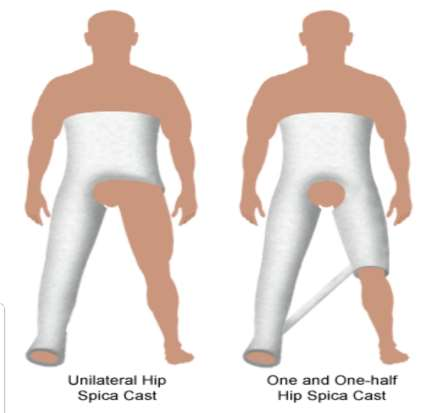 Unilateral Hip
Spica Cast
One and One-half
Hip Spica Cast